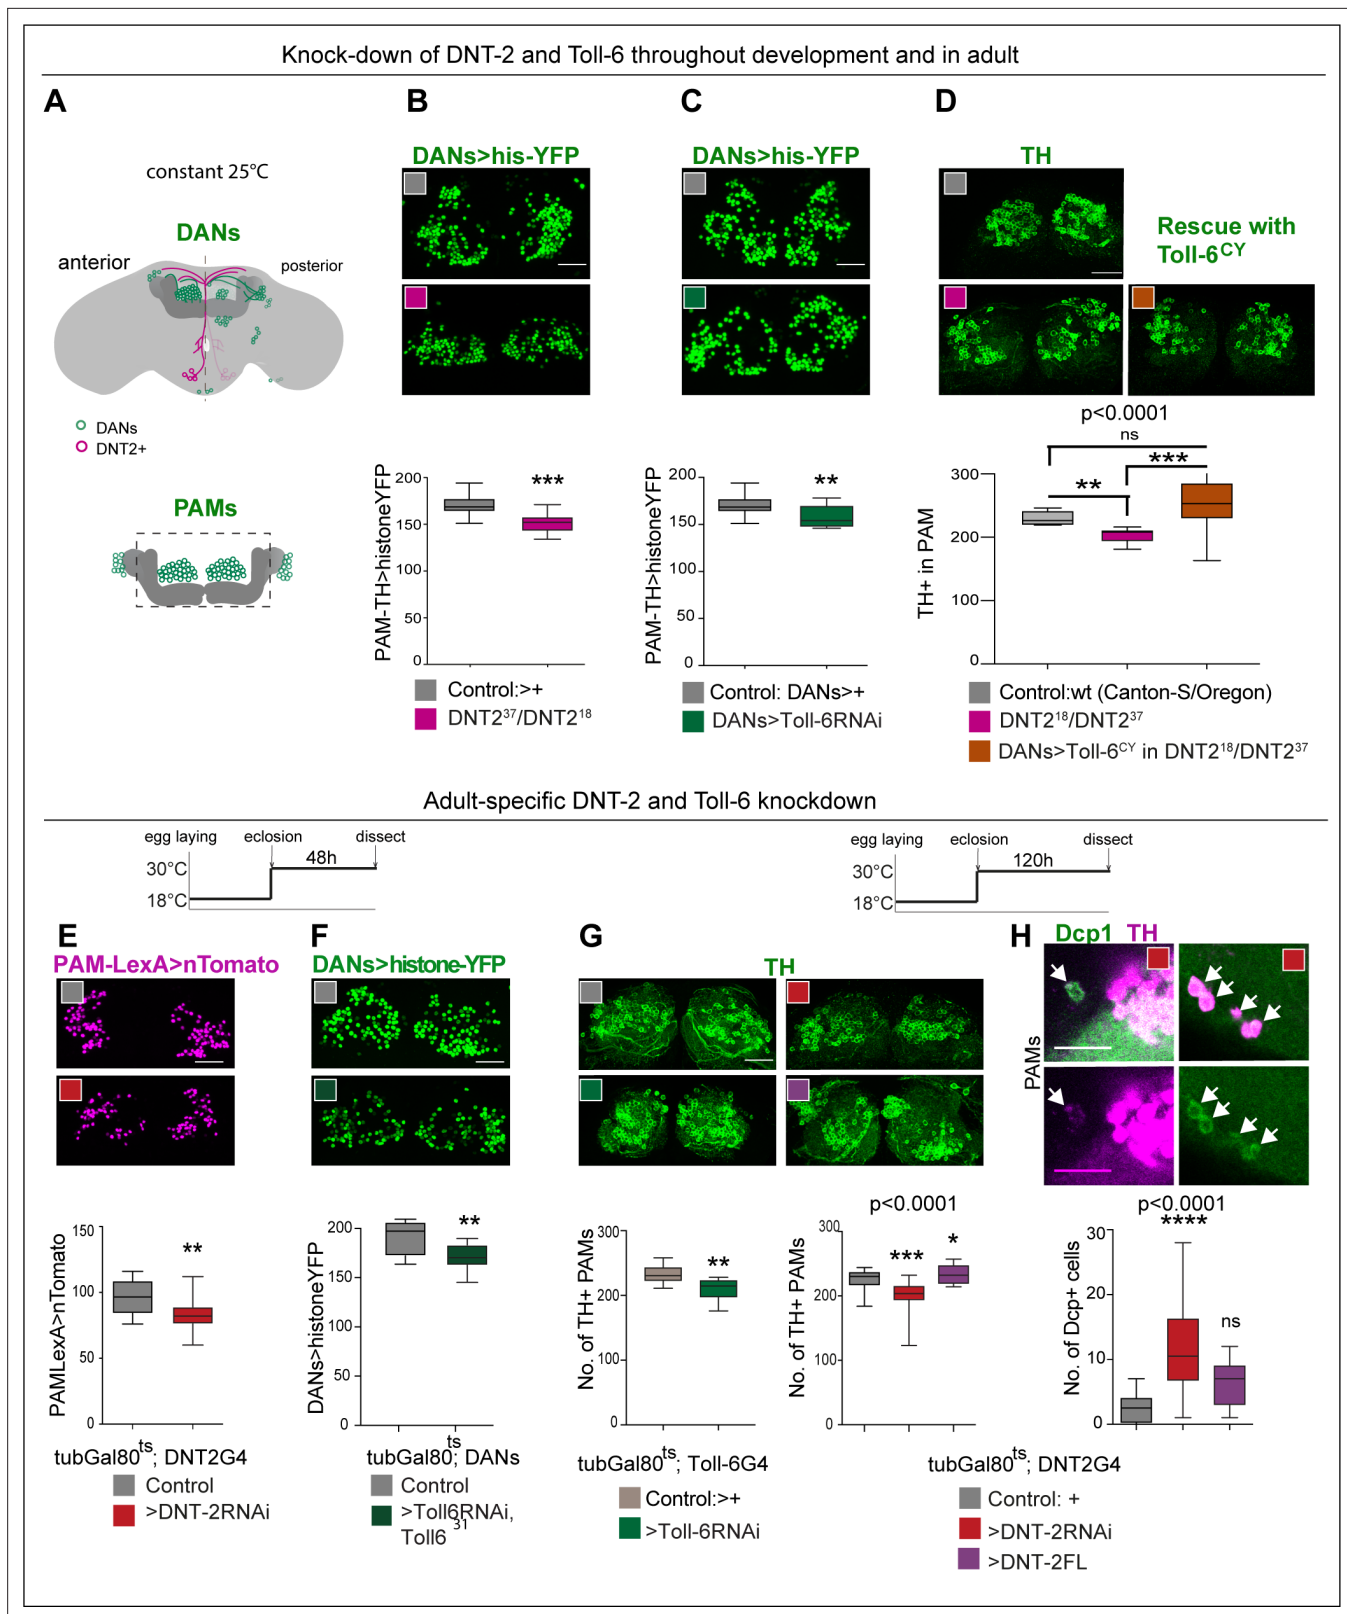 Knock-down of DNT-2 and Toll-6 throughout development and in adult
A
constant 25°C
DANs
anterior
posterior
DANs
DNT2+
PAMs
B
DANs>his-YFP
PAM-TH>histoneYFP
200
150
100
50
0
***
Control:>+
DNT2³⁷/DNT2¹⁸
C
DANs>his-YFP
PAM-TH>histoneYFP
200
150
100
50
0
**
Control: DANs>+
DANs>Toll-6RNAi
D
TH
Rescue with
Toll-6ᶜʸ
p<0.0001
ns
***
**
TH+ in PAM
300
200
100
0
Control:wt (Canton-S/Oregon)
DNT2¹⁸/DNT2³⁷
DANs>Toll-6ᶜʸ in DNT2¹⁸/DNT2³⁷
Adult-specific DNT-2 and Toll-6 knockdown
egg laying eclosion dissect
48h
30°C
18°C
egg laying eclosion dissect
120h
30°C
18°C
E
PAM-LexA>nTomato
PAMLexA>nTomato
150
100
50
0
**
tubGal80ᵗˢ; DNT2G4
Control
>DNT-2RNAi
F
DANs>histone-YFP
DANs>histoneYFP
200
150
100
50
0
**
tubGal80ᵗˢ; DANs
Control
>Toll6RNAi,
Toll6³¹
G
TH
No. of TH+ PAMs
300
200
100
0
**
tubGal80ᵗˢ; Toll-6G4
Control:>+
>Toll-6RNAi
p<0.0001
No. of TH+ PAMs
300
200
100
0
***
*
H
Dcp1 TH
PAMs
p<0.0001
****
ns
No. of Dcp+ cells
30
20
10
0
tubGal80ᵗˢ; DNT2G4
Control: +
>DNT-2RNAi
>DNT-2FL